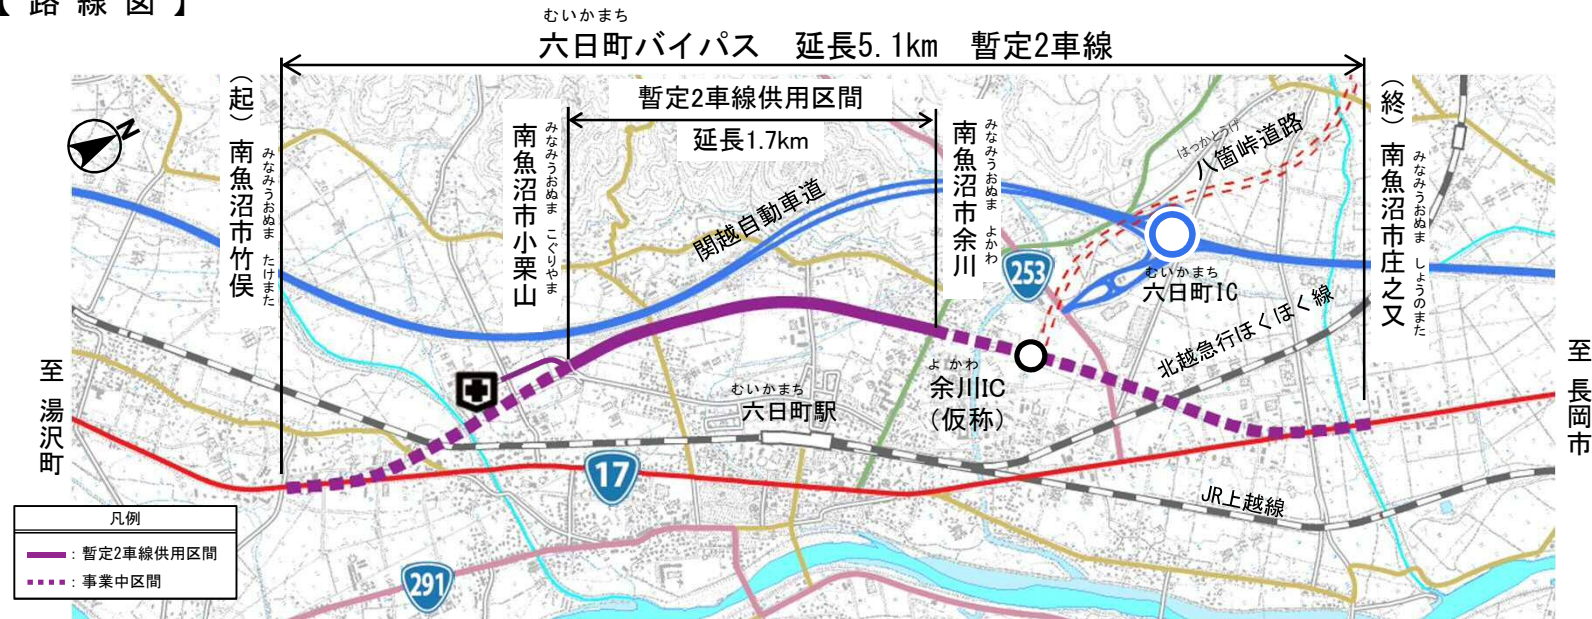 【路線図】
むいかまち
六日町バイパス　延長5.1km　暫定2車線
暫定2車線供用区間
延長1.7km
（起）南魚沼市竹俣
みなみうおぬま　たけまた
南魚沼市小栗山
みなみうおぬま　こぐりやま
南魚沼市余川
みなみうおぬま　よかわ
（終）南魚沼市庄之又
みなみうおぬま　しょうのまた
N
関越自動車道
はっかとうげ
八箇峠道路
253
むいかまち
六日町IC
北越急行ほくほく線
よかわ
余川IC
（仮称）
むいかまち
六日町駅
至 湯沢町
至 長岡市
17
JR上越線
291
凡例
：暫定2車線供用区間
：事業中区間